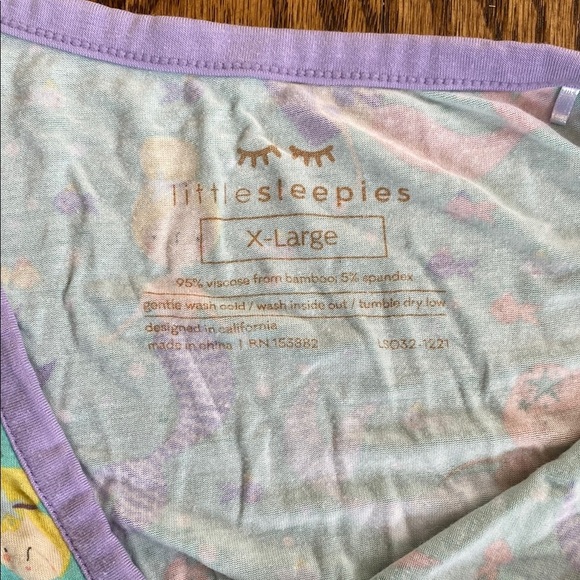 littlesleepies
X-Large
95% viscose from bamboo, 5% spandex
gentle wash cold / wash inside out / tumble dry low
designed in california
made in china | RN 155882 LS032-1221